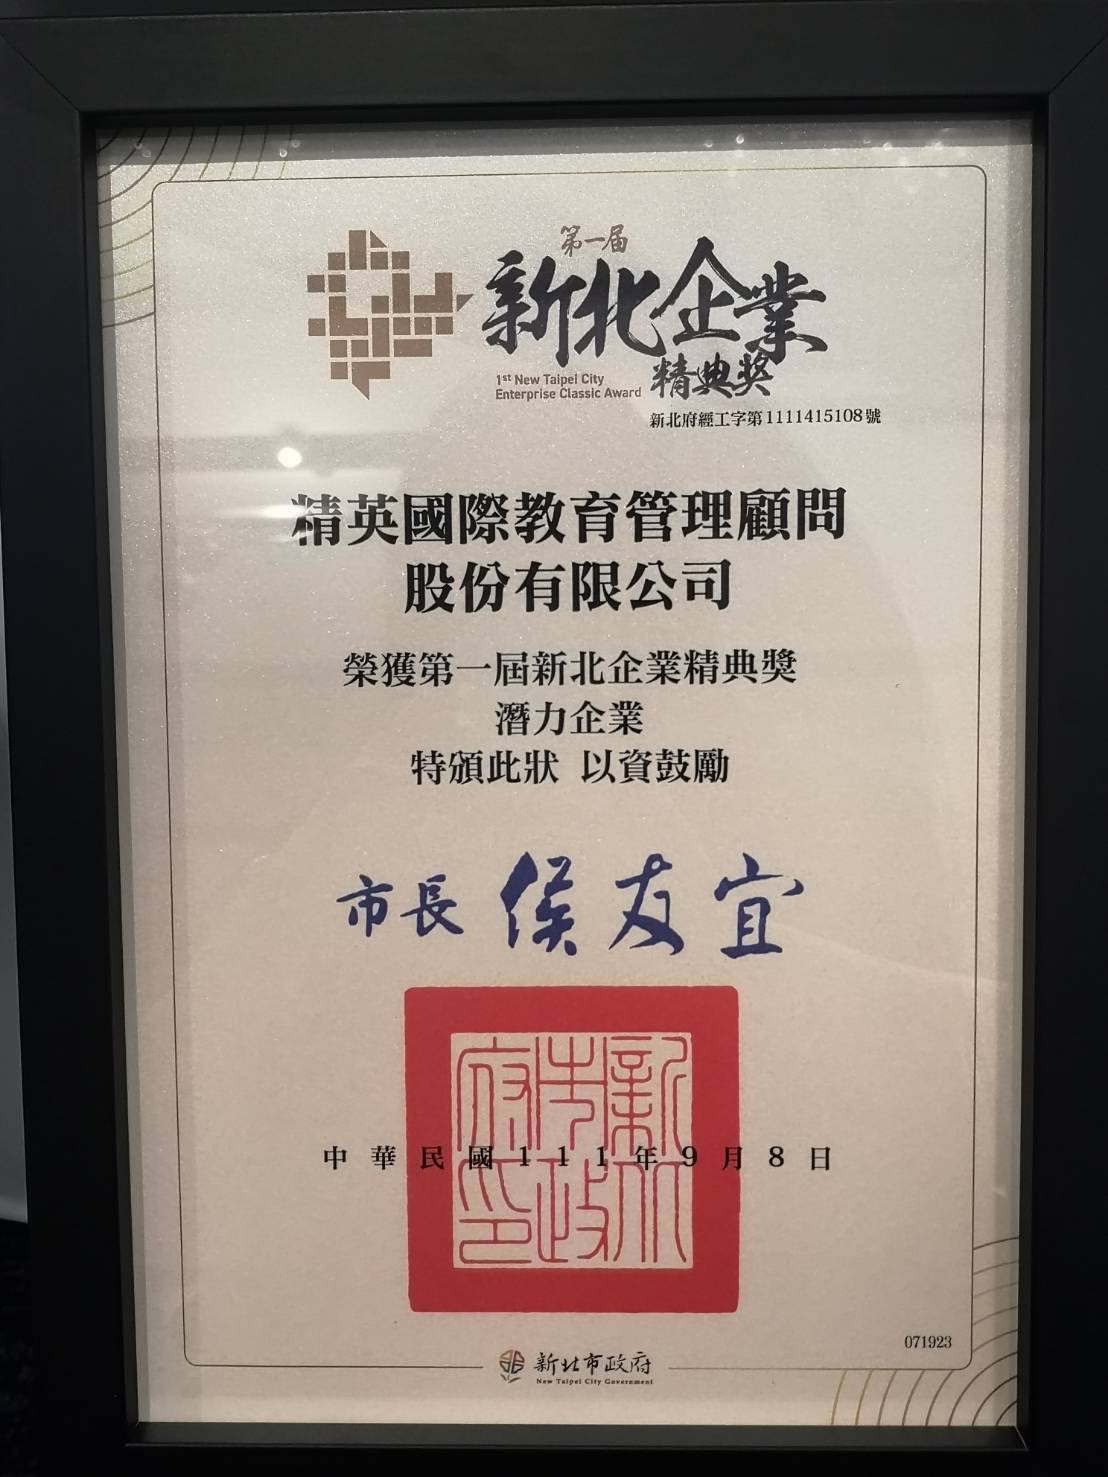 第一屆
新北企業
精典獎
1st New Taipei City
Enterprise Classic Award
新北府經工字第1111415108號
精英國際教育管理顧問
股份有限公司
榮獲第一屆新北企業精典獎
潛力企業
特頒此狀 以資鼓勵
市長 侯友宜
新北市政府印
中華民國111年9月8日
071923
新北市政府
New Taipei City Government